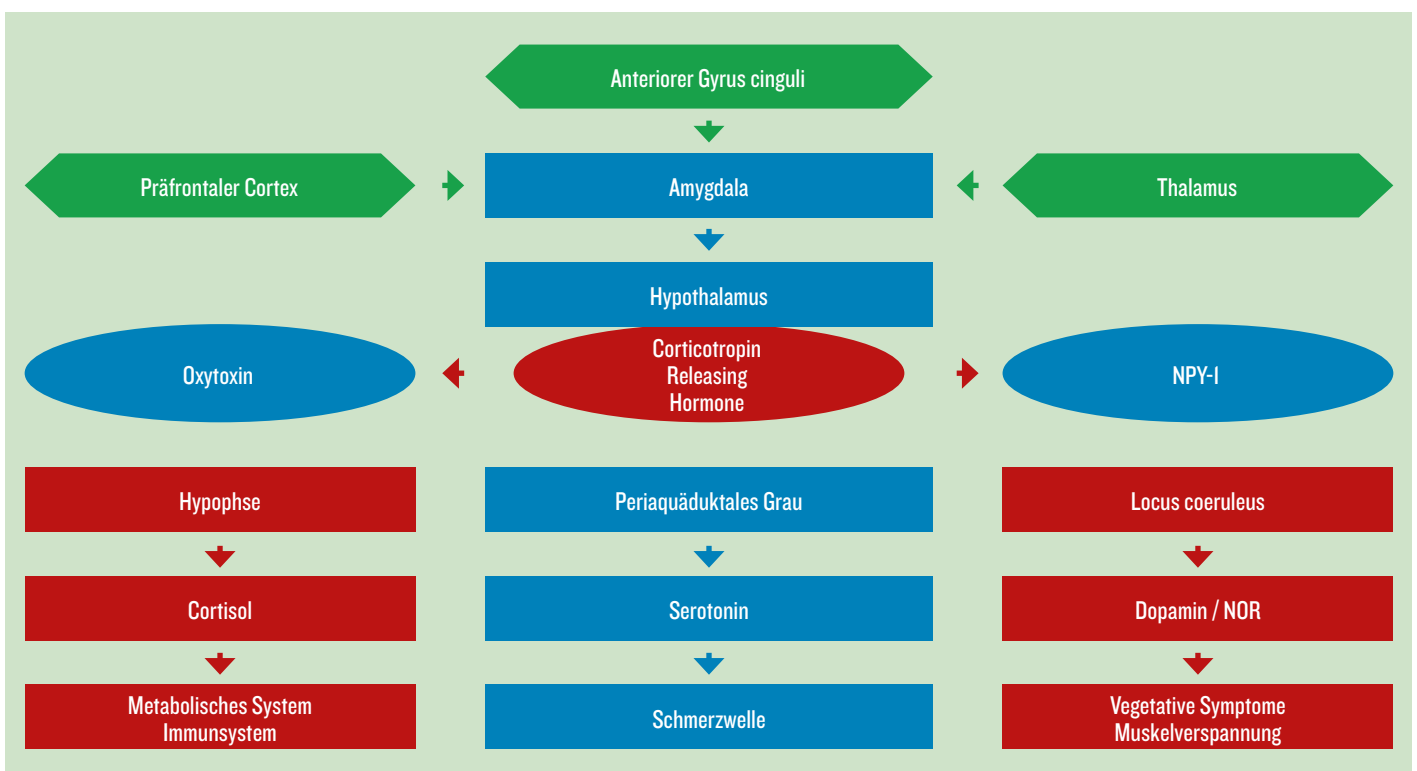 Anteriorer Gyrus cinguli
Präfrontaler Cortex
Amygdala
Thalamus
Hypothalamus
Oxytoxin
Corticotropin
Releasing
Hormone
NPY-1
Hypophse
Periaquäduktales Grau
Locus coeruleus
Cortisol
Serotonin
Dopamin / NOR
Metabolisches System
Immunsystem
Schmerzwelle
Vegetative Symptome
Muskelverspannung